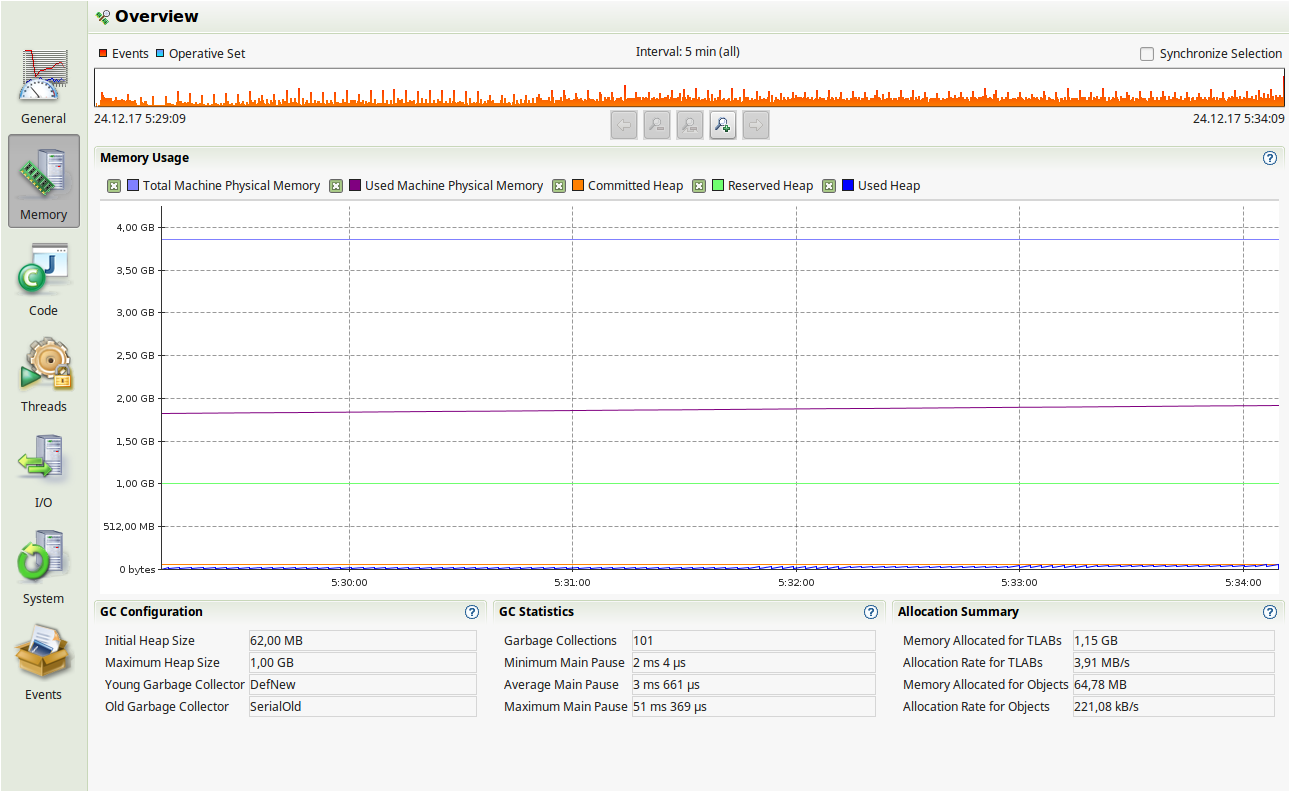 Overview
Events Operative Set Interval: 5 min (all) Synchronize Selection
24.12.17 5:29:09 24.12.17 5:34:09
General
Memory
Code
Threads
I/O
System
Events
Memory Usage
Total Machine Physical Memory Used Machine Physical Memory Committed Heap Reserved Heap Used Heap
4,00 GB
3,50 GB
3,00 GB
2,50 GB
2,00 GB
1,50 GB
1,00 GB
512,00 MB
0 bytes
5:30:00 5:31:00 5:32:00 5:33:00 5:34:00
GC Configuration
Initial Heap Size 62,00 MB
Maximum Heap Size 1,00 GB
Young Garbage Collector DefNew
Old Garbage Collector SerialOld
GC Statistics
Garbage Collections 101
Minimum Main Pause 2 ms 4 µs
Average Main Pause 3 ms 661 µs
Maximum Main Pause 51 ms 369 µs
Allocation Summary
Memory Allocated for TLABs 1,15 GB
Allocation Rate for TLABs 3,91 MB/s
Memory Allocated for Objects 64,78 MB
Allocation Rate for Objects 221,08 kB/s